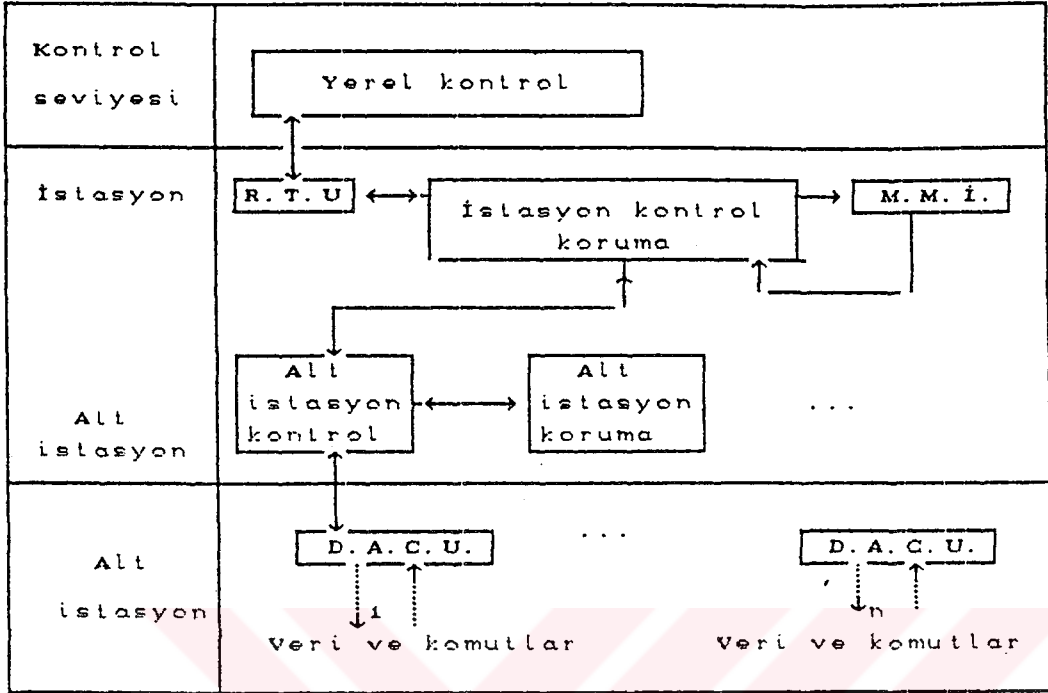 Kontrol
seviyesi
Yerel kontrol
İstasyon
R. T. U
İstasyon kontrol
koruma
M. M. İ.
Alt
istasyon
Alt
istasyon
kontrol
Alt
istasyon
koruma
...
Alt
istasyon
D. A. C. U.
...
D. A. C. U.
1
n
Veri ve komutlar
Veri ve komutlar